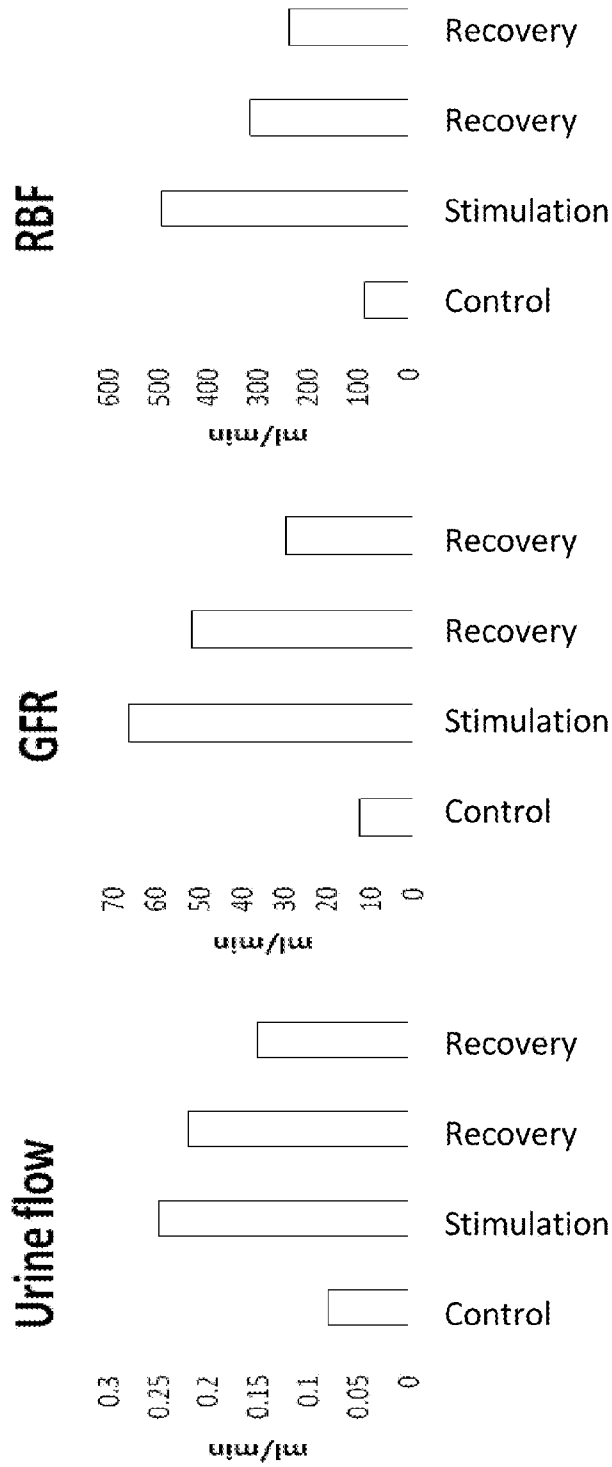 Urine flow
ml/min
0.3
0.25
0.2
0.15
0.1
0.05
0
Control
Stimulation
Recovery
Recovery
GFR
ml/min
70
60
50
40
30
20
10
0
Control
Stimulation
Recovery
Recovery
RBF
ml/min
600
500
400
300
200
100
0
Control
Stimulation
Recovery
Recovery